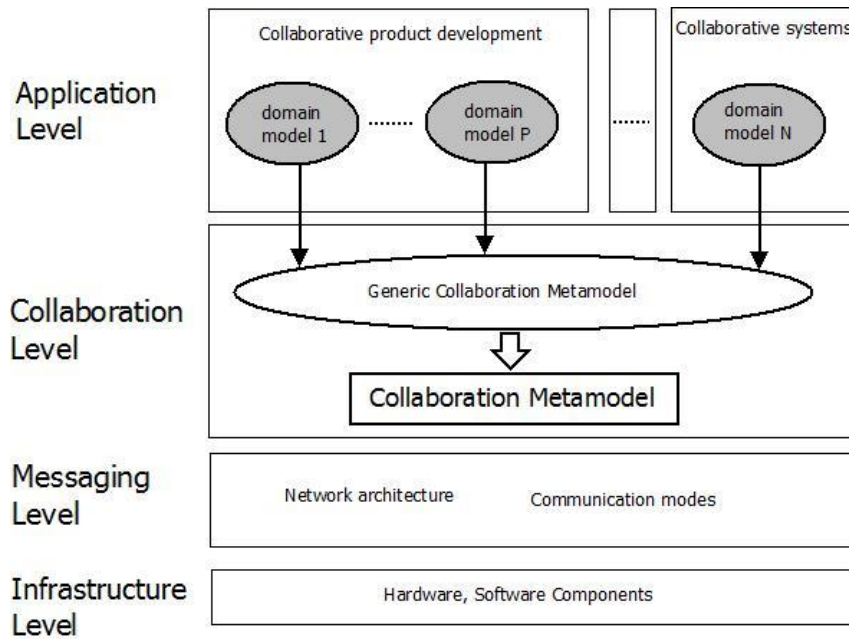 Collaborative product development
Collaborative systems
Application
Level
domain
model 1
........
domain
model P
......
domain
model N
Generic Collaboration Metamodel
Collaboration
Level
Collaboration Metamodel
Messaging
Level
Network architecture
Communication modes
Infrastructure
Level
Hardware, Software Components